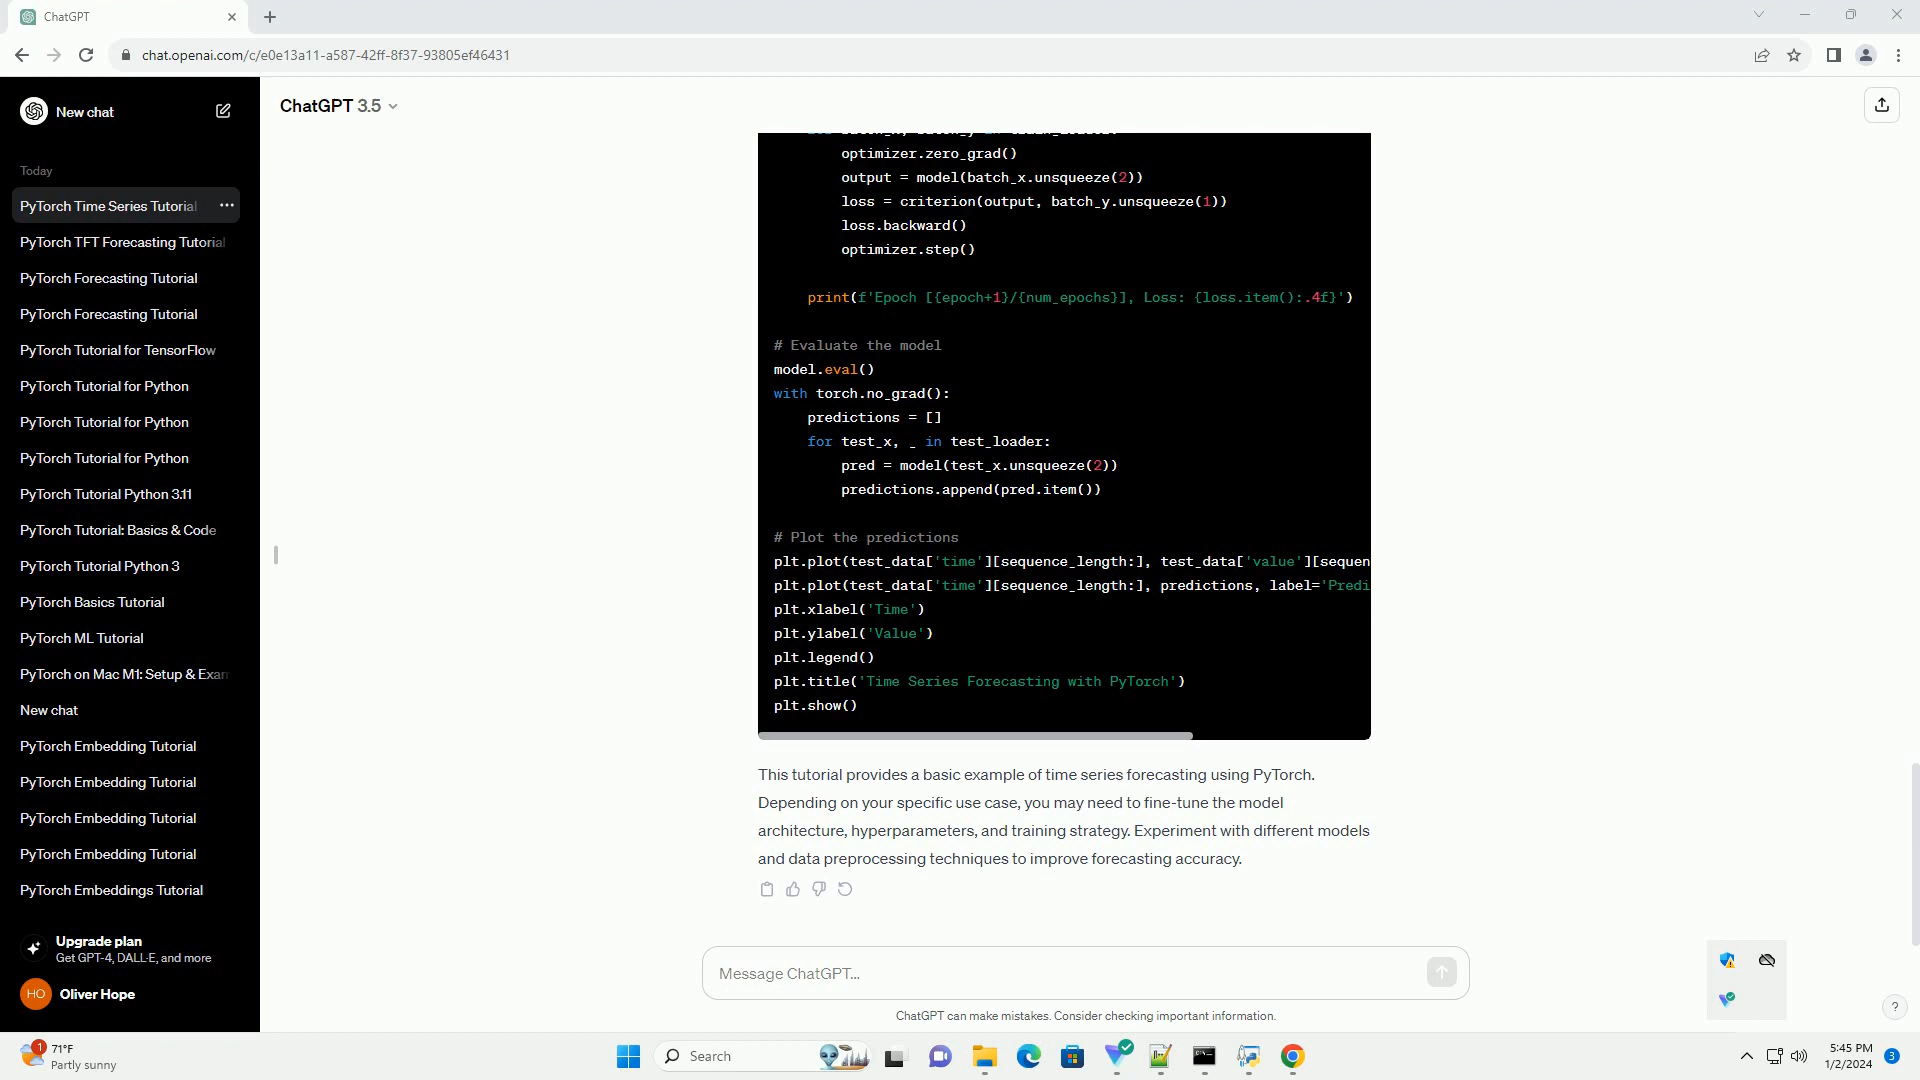 ChatGPT
chat.openai.com/c/e0e13a11-a587-42ff-8f37-93805ef46431
New chat
Today
PyTorch Time Series Tutorial
PyTorch TFT Forecasting Tutorial
PyTorch Forecasting Tutorial
PyTorch Forecasting Tutorial
PyTorch Tutorial for TensorFlow
PyTorch Tutorial for Python
PyTorch Tutorial for Python
PyTorch Tutorial for Python
PyTorch Tutorial Python 3.11
PyTorch Tutorial: Basics & Code
PyTorch Tutorial Python 3
PyTorch Basics Tutorial
PyTorch ML Tutorial
PyTorch on Mac M1: Setup & Exam
New chat
PyTorch Embedding Tutorial
PyTorch Embedding Tutorial
PyTorch Embedding Tutorial
PyTorch Embedding Tutorial
PyTorch Embeddings Tutorial
Upgrade plan
Get GPT-4, DALL·E, and more
HO Oliver Hope
ChatGPT 3.5
optimizer.zero_grad()
output = model(batch_x.unsqueeze(2))
loss = criterion(output, batch_y.unsqueeze(1))
loss.backward()
optimizer.step()
print(f'Epoch [{epoch+1}/{num_epochs}], Loss: {loss.item():.4f}')
# Evaluate the model
model.eval()
with torch.no_grad():
predictions = []
for test_x, _ in test_loader:
pred = model(test_x.unsqueeze(2))
predictions.append(pred.item())
# Plot the predictions
plt.plot(test_data['time'][sequence_length:], test_data['value'][sequen
plt.plot(test_data['time'][sequence_length:], predictions, label='Predi
plt.xlabel('Time')
plt.ylabel('Value')
plt.legend()
plt.title('Time Series Forecasting with PyTorch')
plt.show()
This tutorial provides a basic example of time series forecasting using PyTorch.
Depending on your specific use case, you may need to fine-tune the model
architecture, hyperparameters, and training strategy. Experiment with different models
and data preprocessing techniques to improve forecasting accuracy.
Message ChatGPT...
ChatGPT can make mistakes. Consider checking important information.
?
1
71°F
Partly sunny
Search
5:45 PM
1/2/2024
3